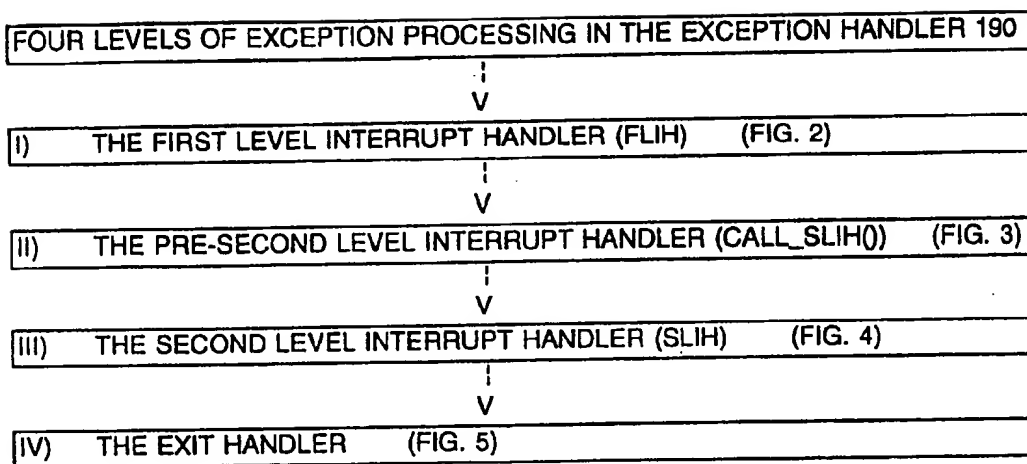 FOUR LEVELS OF EXCEPTION PROCESSING IN THE EXCEPTION HANDLER 190
V
I) THE FIRST LEVEL INTERRUPT HANDLER (FLIH) (FIG. 2)
V
II) THE PRE-SECOND LEVEL INTERRUPT HANDLER (CALL_SLIH()) (FIG. 3)
V
III) THE SECOND LEVEL INTERRUPT HANDLER (SLIH) (FIG. 4)
V
IV) THE EXIT HANDLER (FIG. 5)